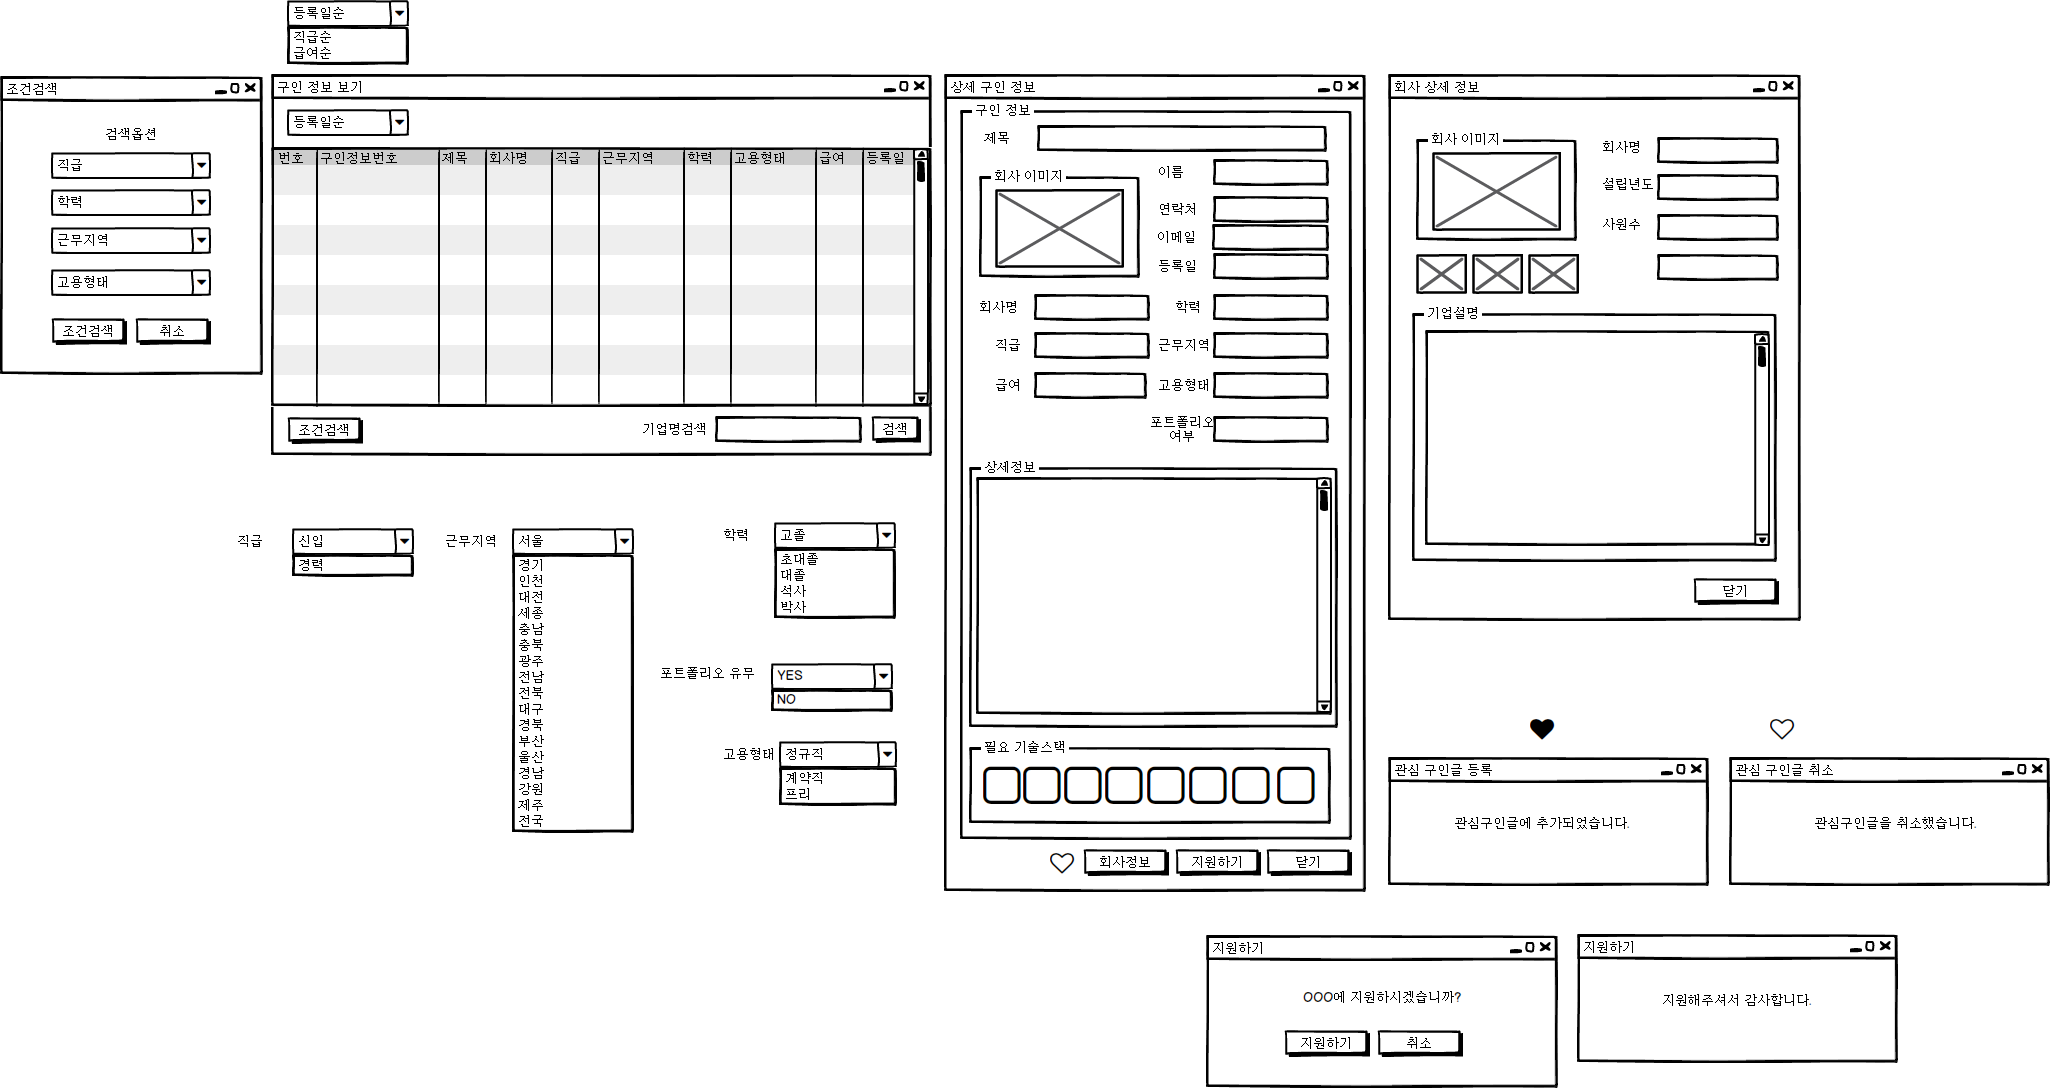 등록일순
직급순
급여순
조건검색
검색옵션
직급
학력
근무지역
고용형태
조건검색
취소
구인 정보 보기
등록일순
번호 구인정보번호 제목 회사명 직급 근무지역 학력 고용형태 급여 등록일
조건검색
기업명검색
검색
직급
신입
경력
근무지역
서울
경기
인천
대전
세종
충남
충북
광주
전남
전북
대구
경북
부산
울산
경남
강원
제주
전국
학력
고졸
초대졸
대졸
석사
박사
포트폴리오 유무
YES
NO
고용형태
정규직
계약직
프리
상세 구인 정보
구인 정보
제목
회사 이미지
이름
연락처
이메일
등록일
회사명
학력
직급
근무지역
급여
고용형태
포트폴리오
여부
상세정보
필요 기술스택
회사정보
지원하기
닫기
회사 상세 정보
회사 이미지
회사명
설립년도
사원수
기업설명
닫기
관심 구인글 등록
관심구인글에 추가되었습니다.
관심 구인글 취소
관심구인글을 취소했습니다.
지원하기
OOO에 지원하시겠습니까?
지원하기
취소
지원하기
지원해주셔서 감사합니다.